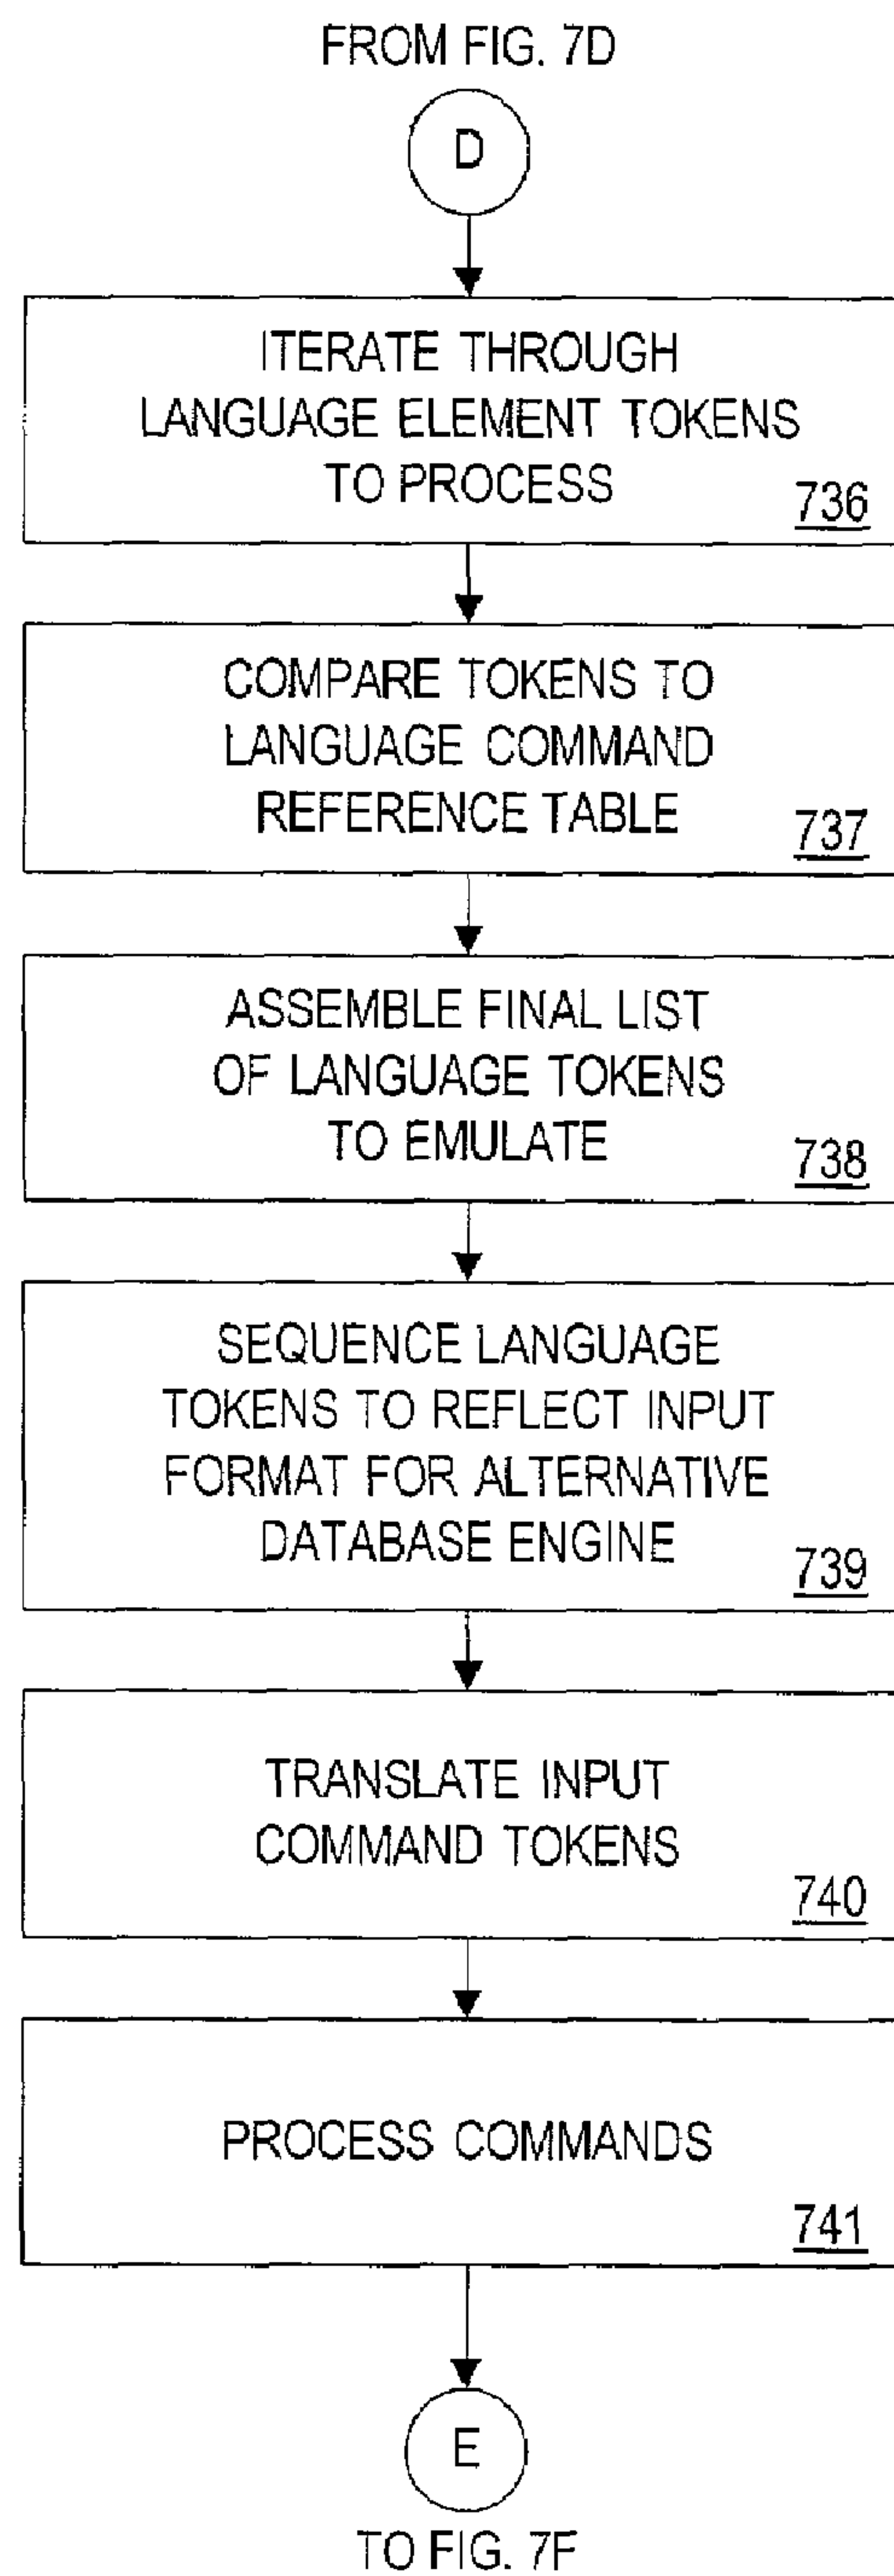 FROM FIG. 7D
D
ITERATE THROUGH
LANGUAGE ELEMENT TOKENS
TO PROCESS
736
COMPARE TOKENS TO
LANGUAGE COMMAND
REFERENCE TABLE
737
ASSEMBLE FINAL LIST
OF LANGUAGE TOKENS
TO EMULATE
738
SEQUENCE LANGUAGE
TOKENS TO REFLECT INPUT
FORMAT FOR ALTERNATIVE
DATABASE ENGINE
739
TRANSLATE INPUT
COMMAND TOKENS
740
PROCESS COMMANDS
741
E
TO FIG. 7F